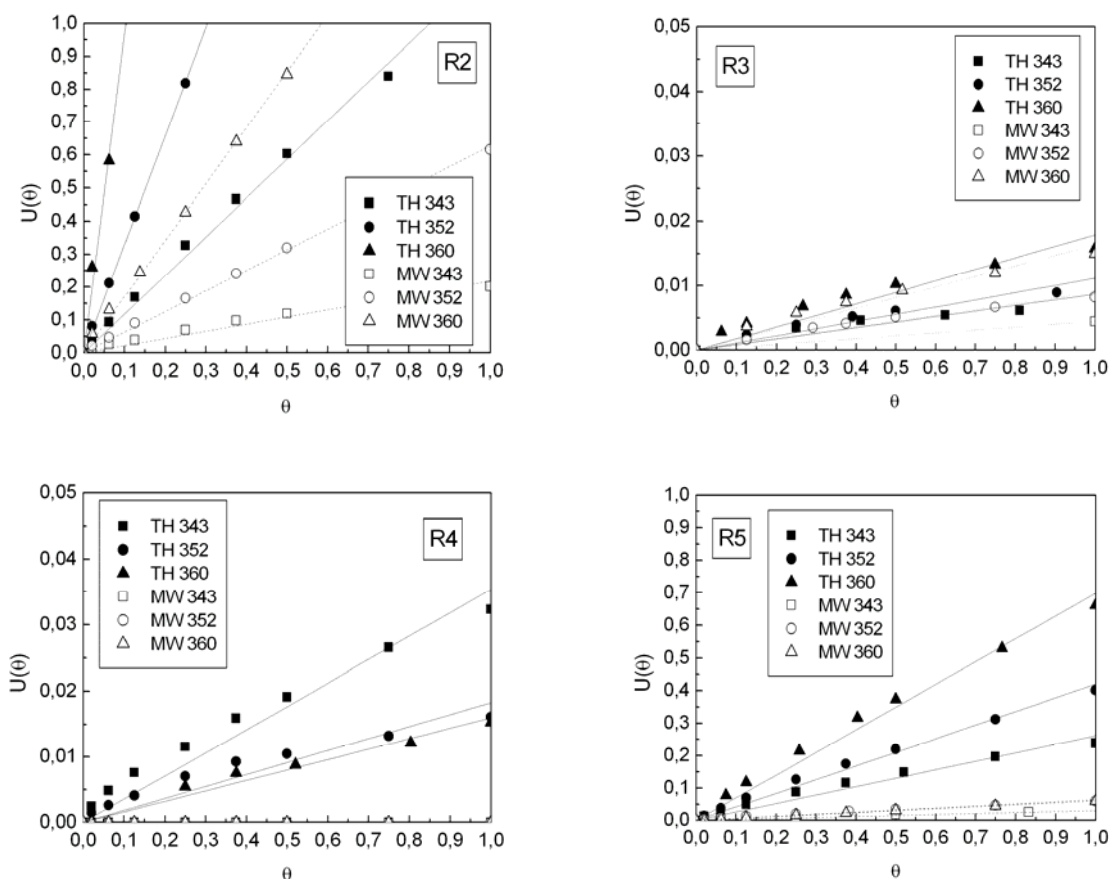 R2
TH 343
TH 352
TH 360
MW 343
MW 352
MW 360
1,0
0,9
0,8
0,7
0,6
0,5
0,4
0,3
0,2
0,1
0,0
U(θ)
0,0 0,1 0,2 0,3 0,4 0,5 0,6 0,7 0,8 0,9 1,0
θ
R3
TH 343
TH 352
TH 360
MW 343
MW 352
MW 360
0,05
0,04
0,03
0,02
0,01
0,00
U(θ)
0,0 0,1 0,2 0,3 0,4 0,5 0,6 0,7 0,8 0,9 1,0
θ
R4
TH 343
TH 352
TH 360
MW 343
MW 352
MW 360
0,05
0,04
0,03
0,02
0,01
0,00
U(θ)
0,0 0,1 0,2 0,3 0,4 0,5 0,6 0,7 0,8 0,9 1,0
θ
R5
TH 343
TH 352
TH 360
MW 343
MW 352
MW 360
1,0
0,9
0,8
0,7
0,6
0,5
0,4
0,3
0,2
0,1
0,0
U(θ)
0,0 0,1 0,2 0,3 0,4 0,5 0,6 0,7 0,8 0,9 1,0
θ